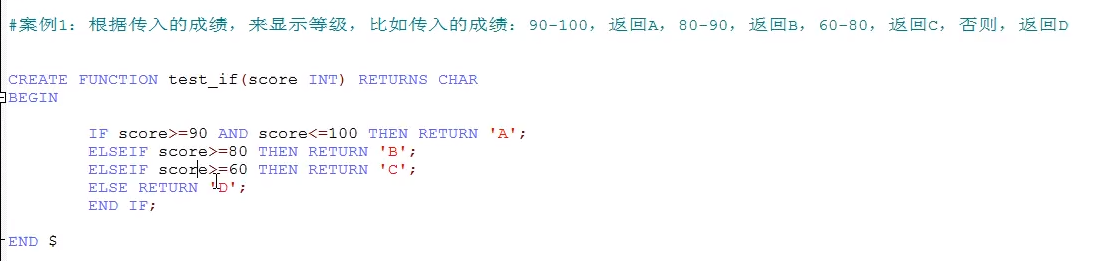 #案例1：根据传入的成绩，来显示等级，比如传入的成绩：90-100，返回A，80-90，返回B，60-80，返回C，否则，返回D
CREATE FUNCTION test_if(score INT) RETURNS CHAR
BEGIN
IF score>=90 AND score<=100 THEN RETURN 'A';
ELSEIF score>=80 THEN RETURN 'B';
ELSEIF score>=60 THEN RETURN 'C';
ELSE RETURN 'D';
END IF;
END $